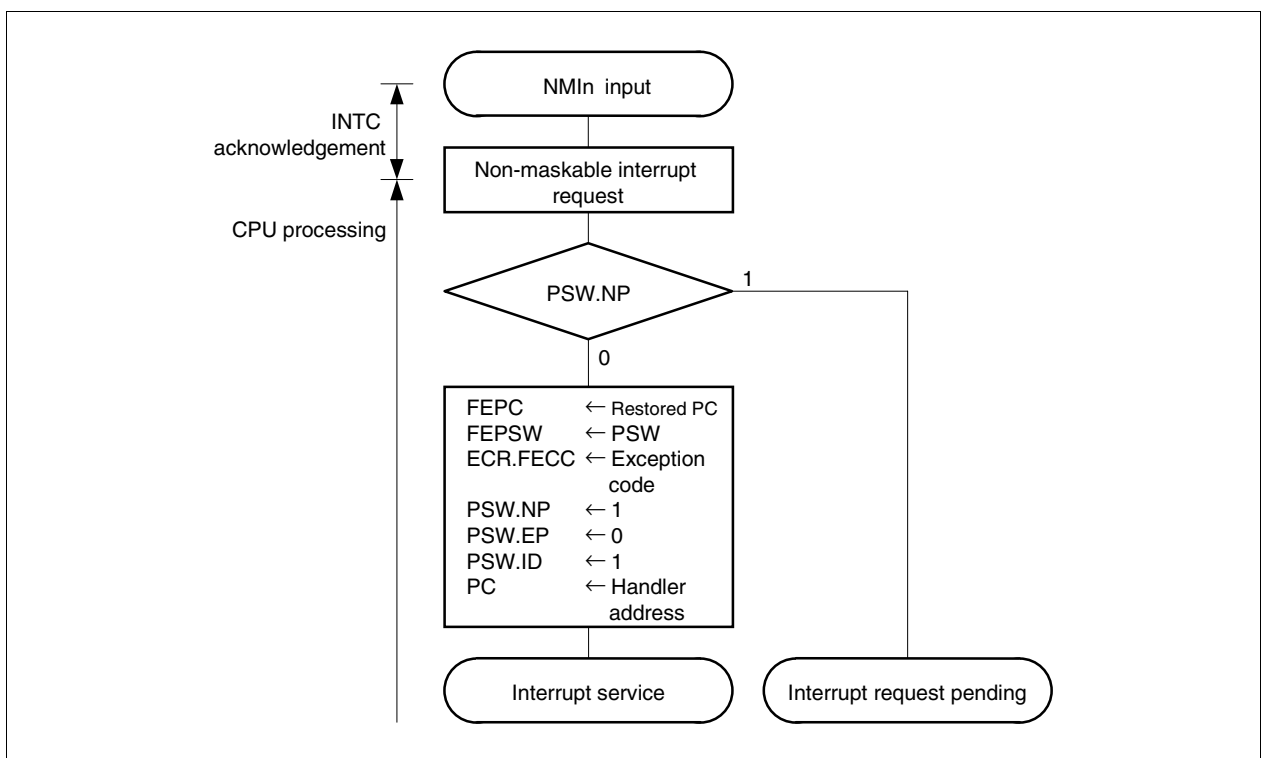 NMIn input
INTC
acknowledgement
Non-maskable interrupt
request
CPU processing
PSW.NP
1
0
FEPC ← Restored PC
FEPSW ← PSW
ECR.FECC ← Exception
code
PSW.NP ← 1
PSW.EP ← 0
PSW.ID ← 1
PC ← Handler
address
Interrupt service
Interrupt request pending